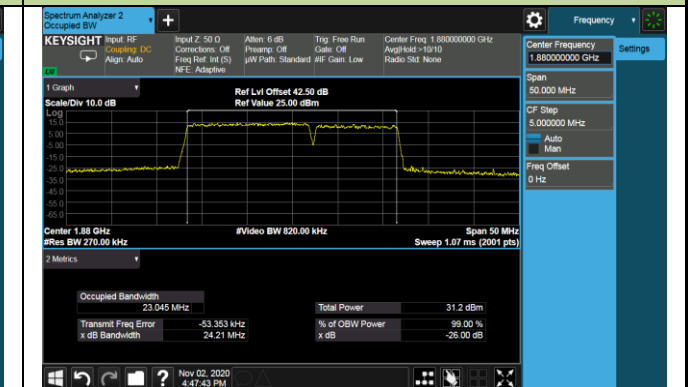 Spectrum Analyzer 2
Occupied BW
+
Frequency
KEYSIGHT
Input: RF
Coupling: DC
Align: Auto
Input Z: 50 Ω
Corrections: Off
Freq Ref: Int (S)
NFE: Adaptive
Atten: 6 dB
Preamp: Off
µW Path: Standard
Trig: Free Run
Gate: Off
#IF Gain: Low
Center Freq: 1.880000000 GHz
Avg|Hold:>10/10
Radio Std: None
Center Frequency
1.880000000 GHz
Settings
Span
50.000 MHz
CF Step
5.000000 MHz
Auto
Man
Freq Offset
0 Hz
1 Graph
Scale/Div 10.0 dB
Ref Lvl Offset 42.50 dB
Ref Value 25.00 dBm
Log
15.0
5.00
-5.00
-15.0
-25.0
-35.0
-45.0
-55.0
-65.0
Center 1.88 GHz
#Video BW 820.00 kHz
Span 50 MHz
#Res BW 270.00 kHz
Sweep 1.07 ms (2001 pts)
2 Metrics
Occupied Bandwidth
23.045 MHz
Total Power 31.2 dBm
Transmit Freq Error -53.353 kHz
% of OBW Power 99.00 %
x dB Bandwidth 24.21 MHz
x dB -26.00 dB
?
Nov 02, 2020
4:47:43 PM